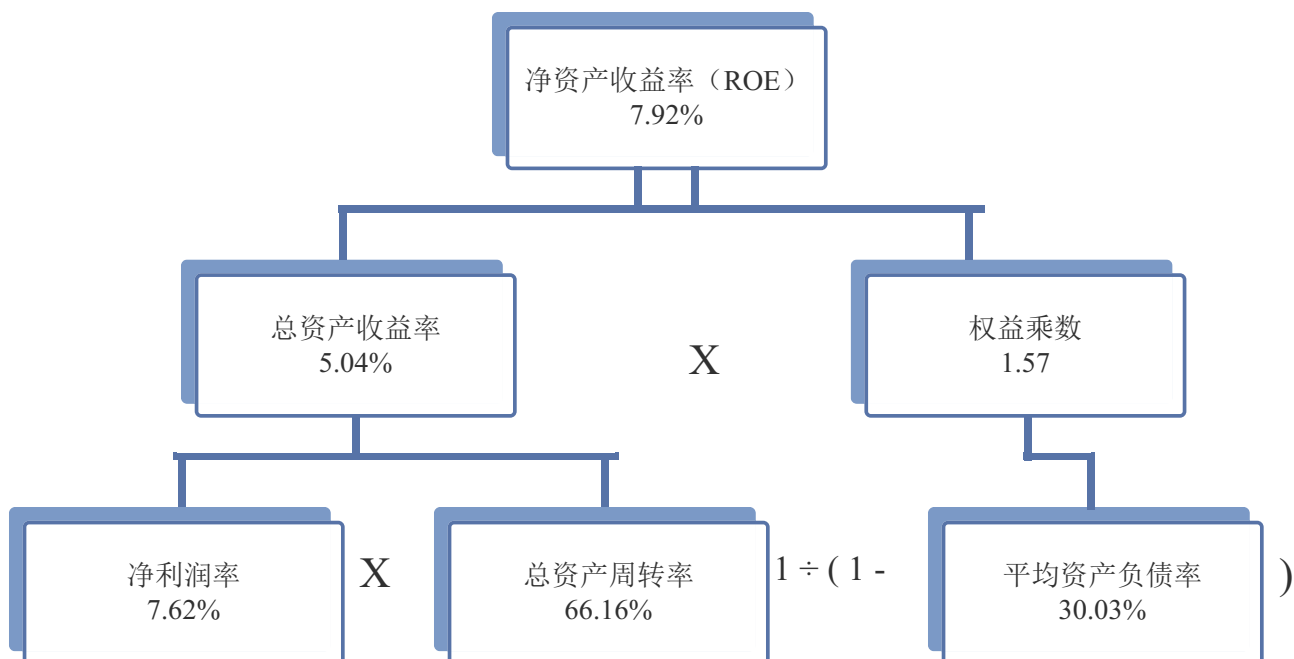 净资产收益率（ROE）
7.92%
总资产收益率
5.04%
X
权益乘数
1.57
净利润率
7.62%
X
总资产周转率
66.16%
1 ÷ ( 1 -
平均资产负债率
30.03%
)